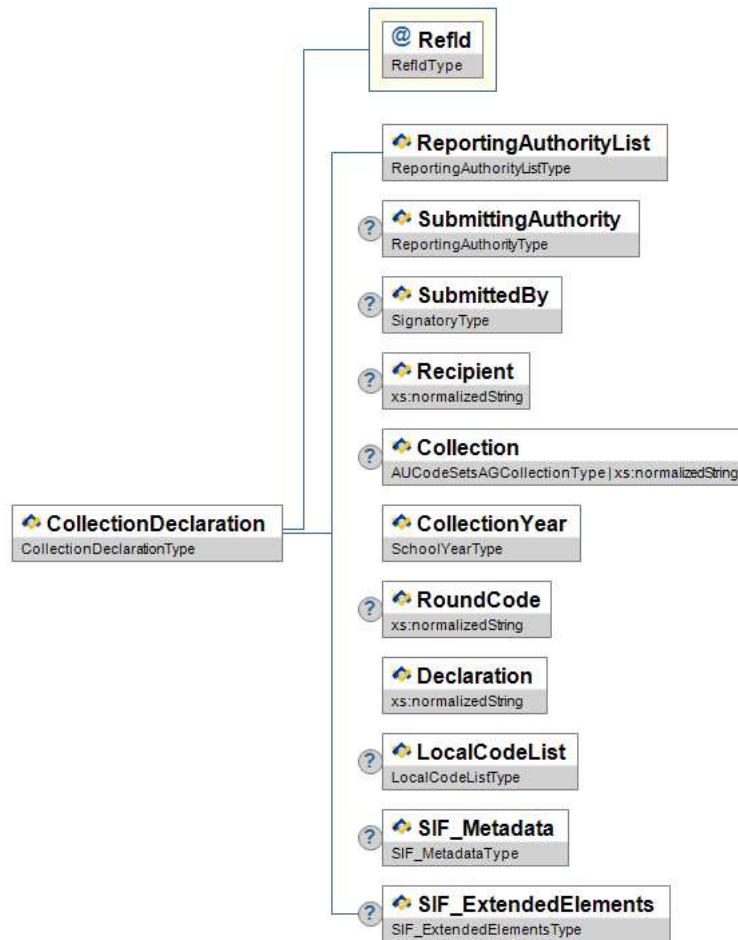 @ RefId
RefIdType
ReportingAuthorityList
ReportingAuthorityListType
? SubmittingAuthority
ReportingAuthorityType
? SubmittedBy
SignatoryType
? Recipient
xs:normalizedString
? Collection
AUCodeSetsAGCollectionType | xs:normalizedString
CollectionDeclaration
CollectionDeclarationType
CollectionYear
SchoolYearType
? RoundCode
xs:normalizedString
Declaration
xs:normalizedString
? LocalCodeList
LocalCodeListType
? SIF_Metadata
SIF_MetadataType
? SIF_ExtendedElements
SIF_ExtendedElementsType